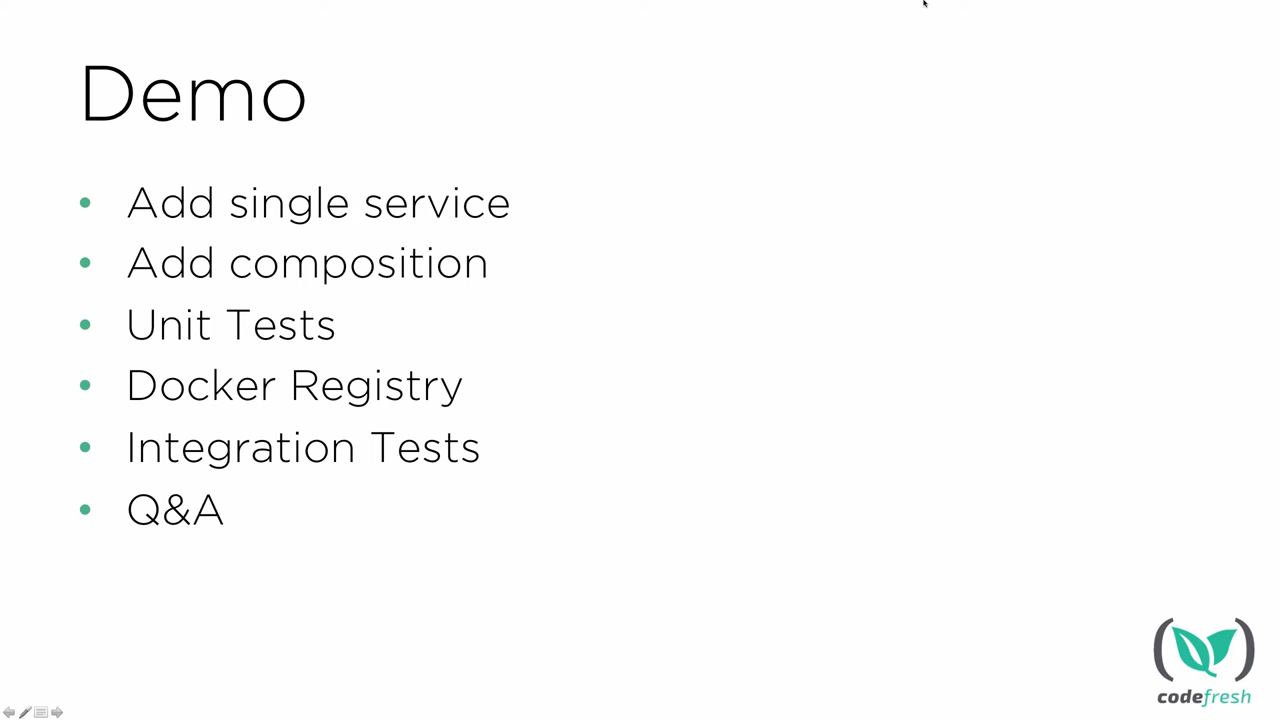 Demo
• Add single service
• Add composition
• Unit Tests
• Docker Registry
• Integration Tests
• Q&A
codefresh